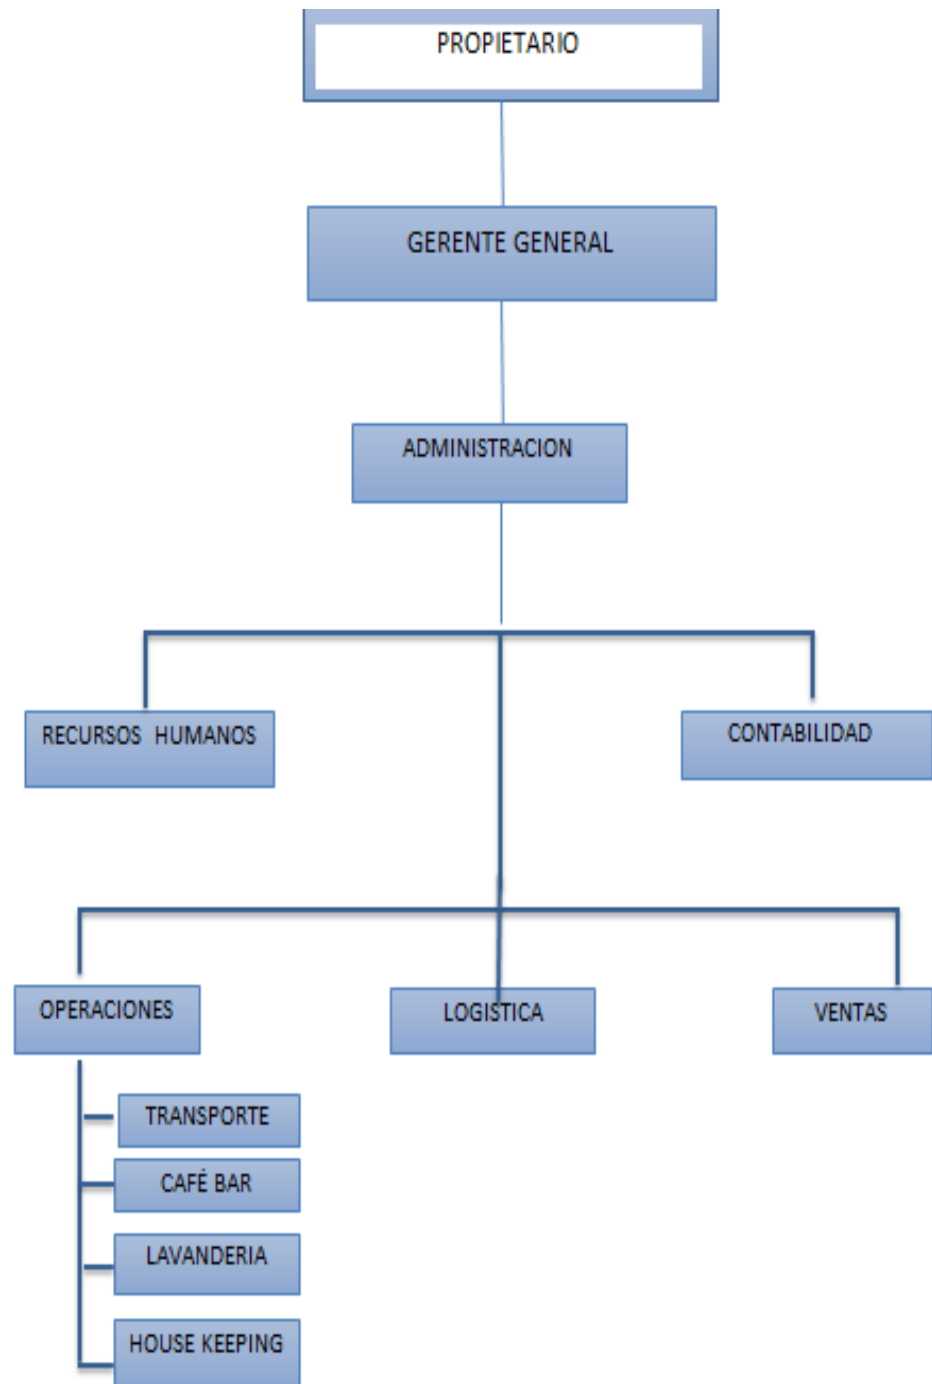 PROPIETARIO
GERENTE GENERAL
ADMINISTRACION
RECURSOS HUMANOS
CONTABILIDAD
OPERACIONES
LOGISTICA
VENTAS
TRANSPORTE
CAFÉ BAR
LAVANDERIA
HOUSE KEEPING